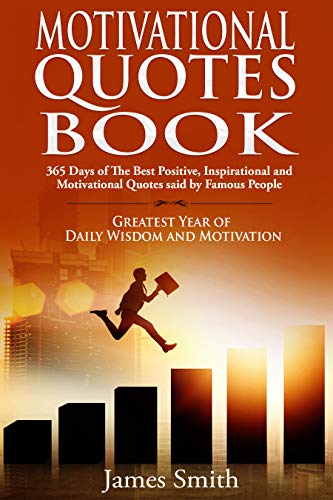 MOTIVATIONAL
QUOTES
BOOK
365 Days of The Best Positive, Inspirational and
Motivational Quotes said by Famous People
Greatest Year of
Daily Wisdom and Motivation
James Smith